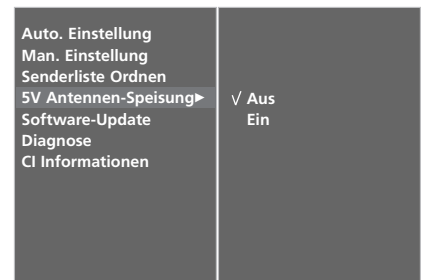 Auto. Einstellung
Man. Einstellung
Senderliste Ordnen
5V Antennen-Speisung►
√ Aus
Software-Update
Ein
Diagnose
CI Informationen